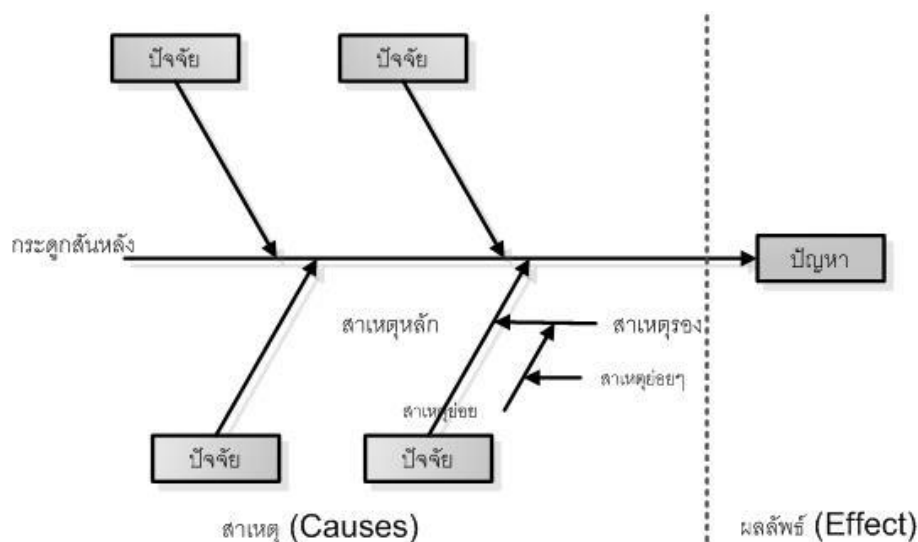 ปัจจัย
ปัจจัย
กระดูกสันหลัง
ปัญหา
สาเหตุหลัก
สาเหตุรอง
สาเหตุย่อยๆ
สาเหตุย่อย
ปัจจัย
ปัจจัย
สาเหตุ (Causes)
ผลลัพธ์ (Effect)